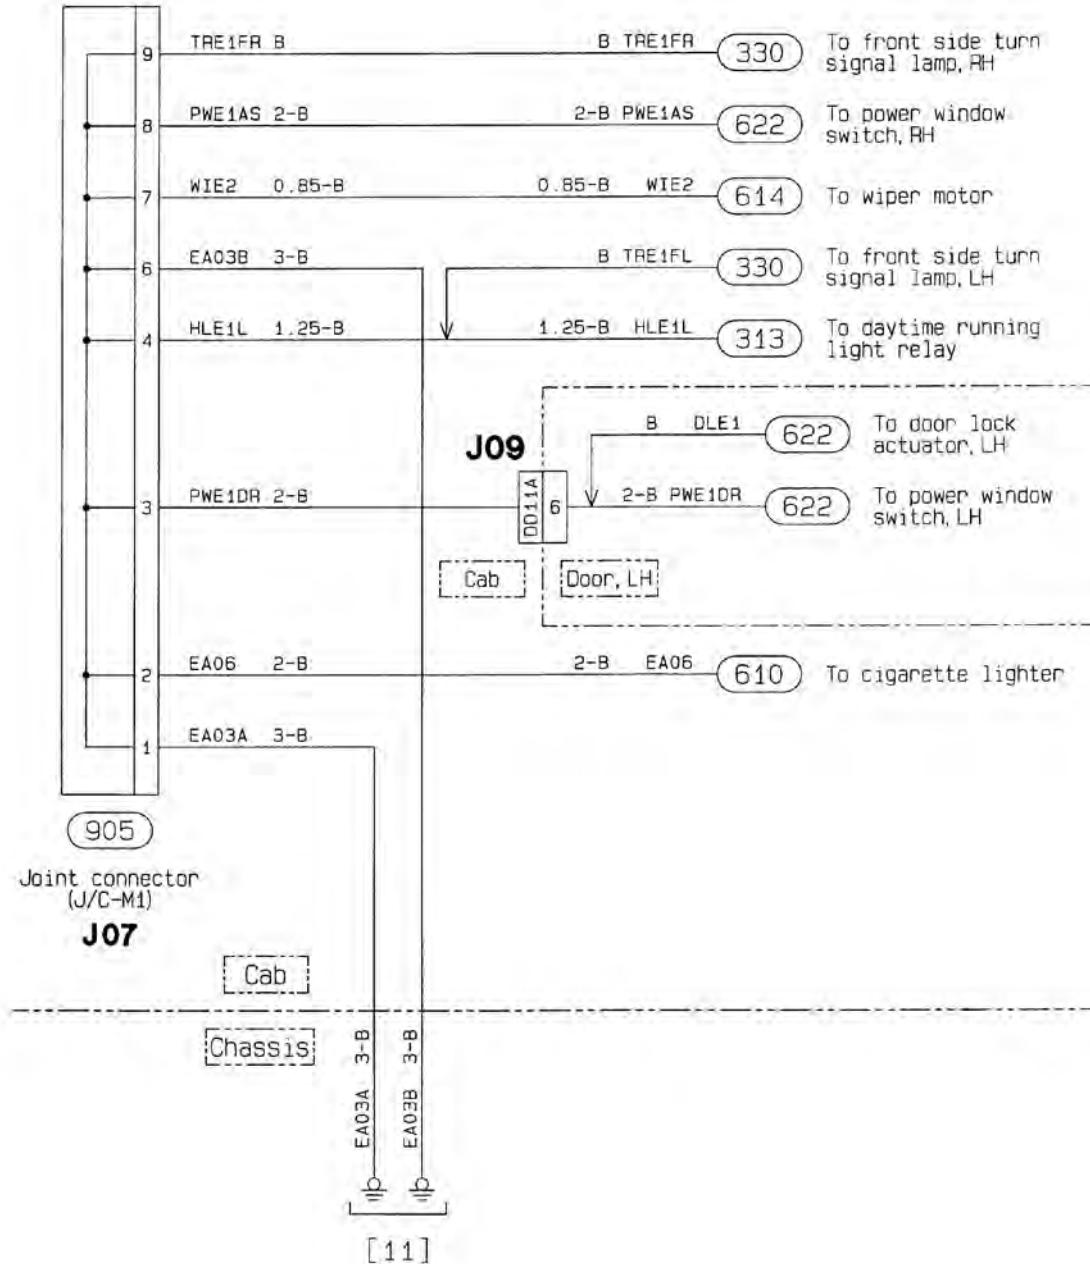 9 TRE1FR B B TRE1FR 330 To front side turn
signal lamp, RH
8 PWE1AS 2-B 2-B PWE1AS 622 To power window
switch, RH
7 WIE2 0.85-B 0.85-B WIE2 614 To wiper motor
6 EA03B 3-B B TRE1FL 330 To front side turn
signal lamp, LH
4 HLE1L 1.25-B 1.25-B HLE1L 313 To daytime running
light relay
B DLE1 622 To door lock
actuator, LH
J09
3 PWE1DR 2-B DD11A 6 2-B PWE1DR 622 To power window
switch, LH
Cab Door, LH
2 EA06 2-B 2-B EA06 610 To cigarette lighter
1 EA03A 3-B
905
Joint connector
(J/C-M1)
J07
Cab
Chassis
EA03A 3-B
EA03B 3-B
[11]